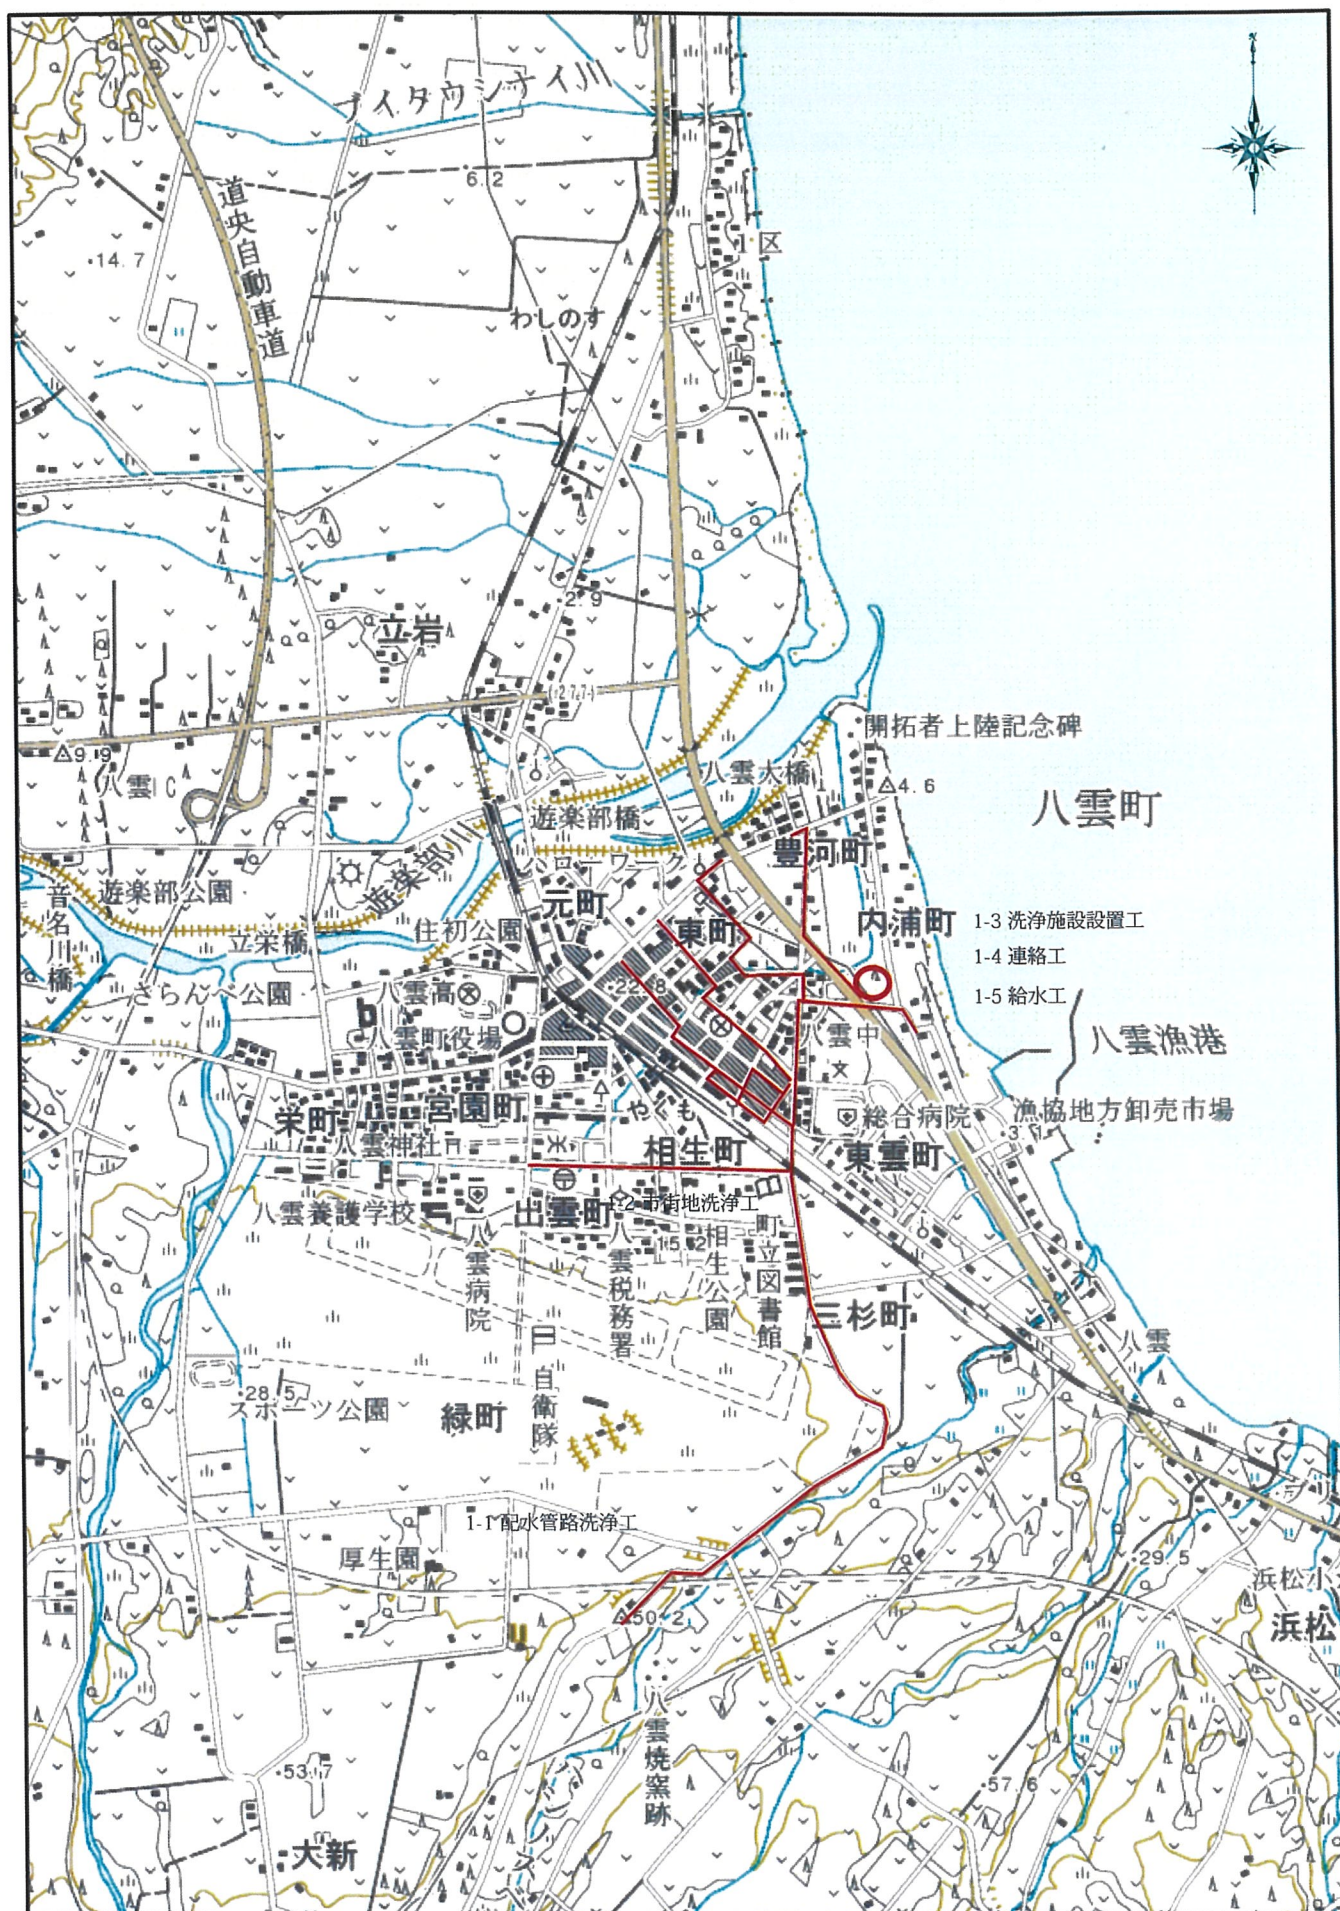 ブイタウシナイ川
道央自動車道
6.2
1区
・14.7
わしのす
・2.9
立岩
(277)
開拓者上陸記念碑
△9.9
八雲IC
八雲大橋
△4.6
八雲町
遊楽部橋
遊楽部川
豊河町
ハローワーク
音名川橋
遊楽部公園
元町
東町
内浦町
1-3 洗浄施設設置工
住初公園
立栄橋
1-4 連絡工
さらんべ公園
八雲高
・22.8
1-5 給水工
八雲町役場
八雲中
八雲漁港
栄町
宮園町
やくも
総合病院
漁協地方卸売市場
八雲神社
相生町
東雲町
八雲養護学校
出雲町
1-2 市街地洗浄工
八雲病院
八雲税務署
15.2
相生公園
町立図書館
三杉町
八雲
・28.5
スポーツ公園
緑町
自衛隊
1-1 配水管路洗浄工
厚生園
・29.5
浜松小
△50.2
浜松
八雲焼窯跡
・53.7
・57.6
大新